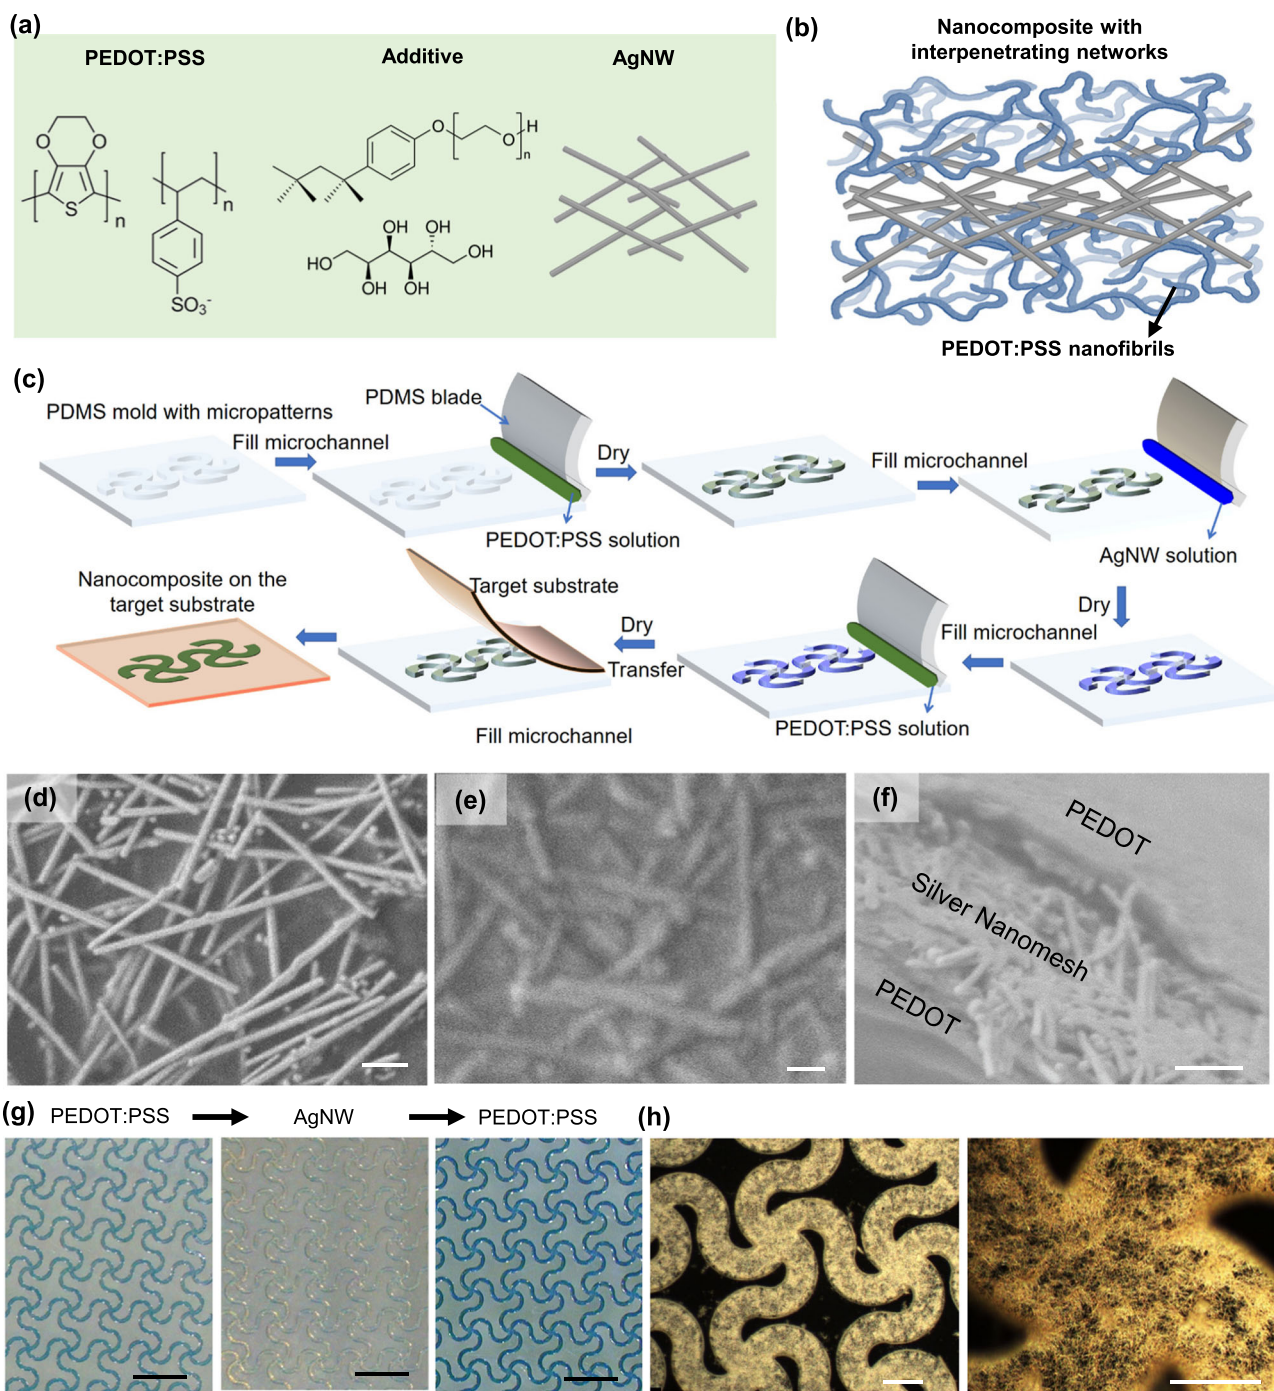 (a)
PEDOT:PSS
Additive
AgNW
O
O
S
n
n
SO3-
O
O
H
n
HO
OH
OH
OH
OH
OH
(b)
Nanocomposite with
interpenetrating networks
PEDOT:PSS nanofibrils
(c)
PDMS mold with micropatterns
Fill microchannel
PDMS blade
PEDOT:PSS solution
Dry
Fill microchannel
AgNW solution
Dry
Fill microchannel
PEDOT:PSS solution
Dry
Transfer
Target substrate
Fill microchannel
Nanocomposite on the
target substrate
(d)
(e)
(f)
PEDOT
Silver Nanomesh
PEDOT
(g)
PEDOT:PSS
AgNW
PEDOT:PSS
(h)